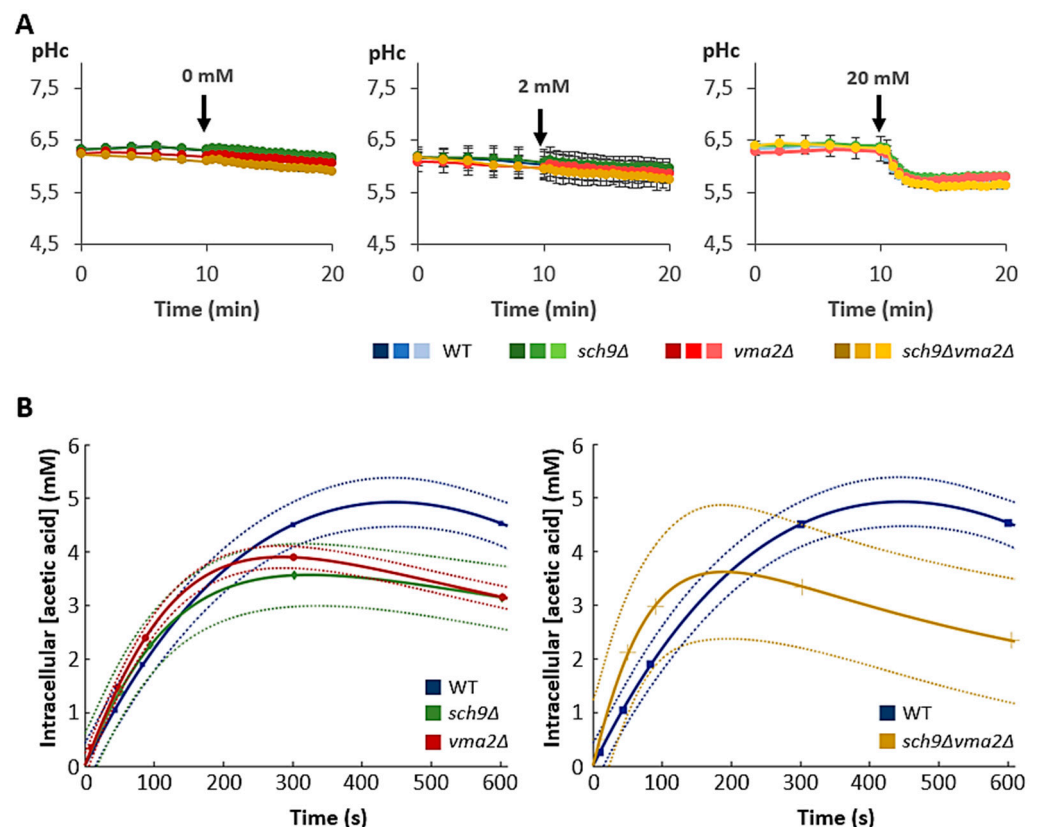 A
pHc pHc pHc
0 mM 2 mM 20 mM
7,5 7,5 7,5
6,5 6,5 6,5
5,5 5,5 5,5
4,5 4,5 4,5
0 10 20 0 10 20 0 10 20
Time (min) Time (min) Time (min)
WT sch9Δ vma2Δ sch9Δvma2Δ
B
Intracellular [acetic acid] (mM)
6
5
4
3
2
1
0
WT
sch9Δ
vma2Δ
0 100 200 300 400 500 600
Time (s)
Intracellular [acetic acid] (mM)
6
5
4
3
2
1
0
WT
sch9Δvma2Δ
0 100 200 300 400 500 600
Time (s)